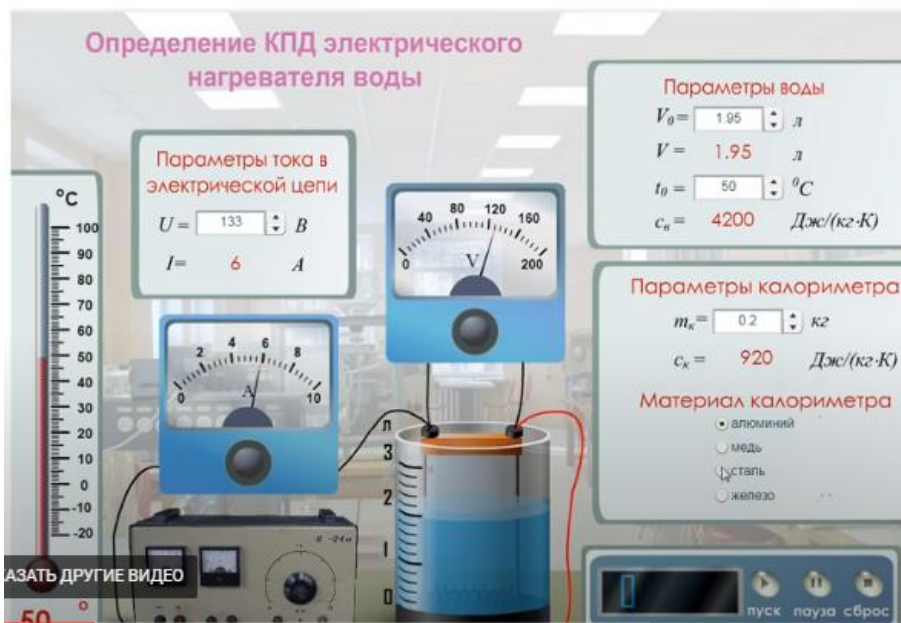 Определение КПД электрического
нагревателя воды
Параметры тока в
электрической цепи
U = 133 В
I= 6 А
°C
100
90
80
70
60
50
40
30
20
10
0
-10
-20
50 °
0 2 4 6 8 10
А
0 40 80 120 160 200
V
Параметры воды
V₀= 1.95 л
V = 1.95 л
t₀ = 50 ⁰C
cв = 4200 Дж/(кг·К)
Параметры калориметра
mк= 0.2 кг
cк = 920 Дж/(кг·К)
Материал калориметра
алюминий
медь
сталь
железо
л
3
2
1
0
КАЗАТЬ ДРУГИЕ ВИДЕО
пуск пауза сброс